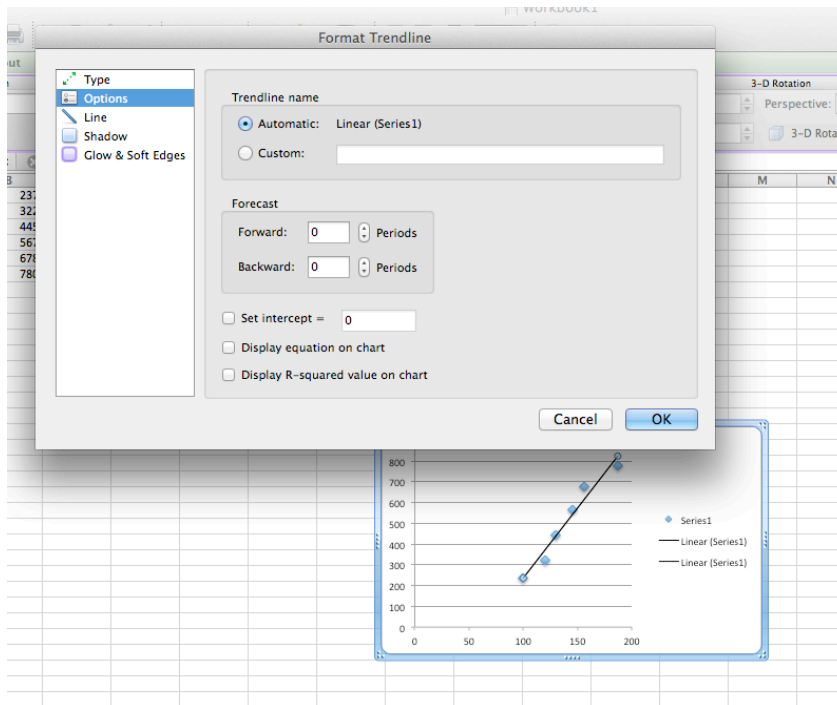 Workbook1
Format Trendline
out
Type
Options
Line
Shadow
Glow & Soft Edges
Trendline name
Automatic: Linear (Series1)
Custom:
Forecast
Forward: 0 Periods
Backward: 0 Periods
Set intercept = 0
Display equation on chart
Display R-squared value on chart
Cancel OK
3-D Rotation
Perspective:
3-D Rota
B M N
237
322
445
567
678
780
800
700
600
500
400
300
200
100
0
0 50 100 150 200
Series1
Linear (Series1)
Linear (Series1)